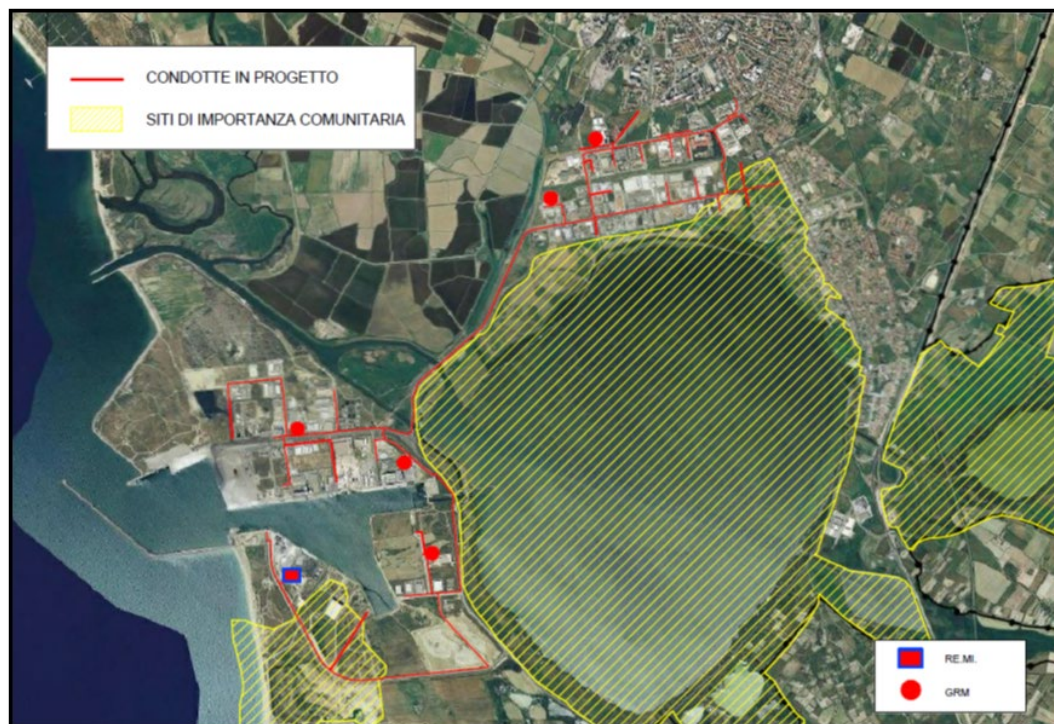 CONDOTTE IN PROGETTO
SITI DI IMPORTANZA COMUNITARIA
RE.MI.
GRM